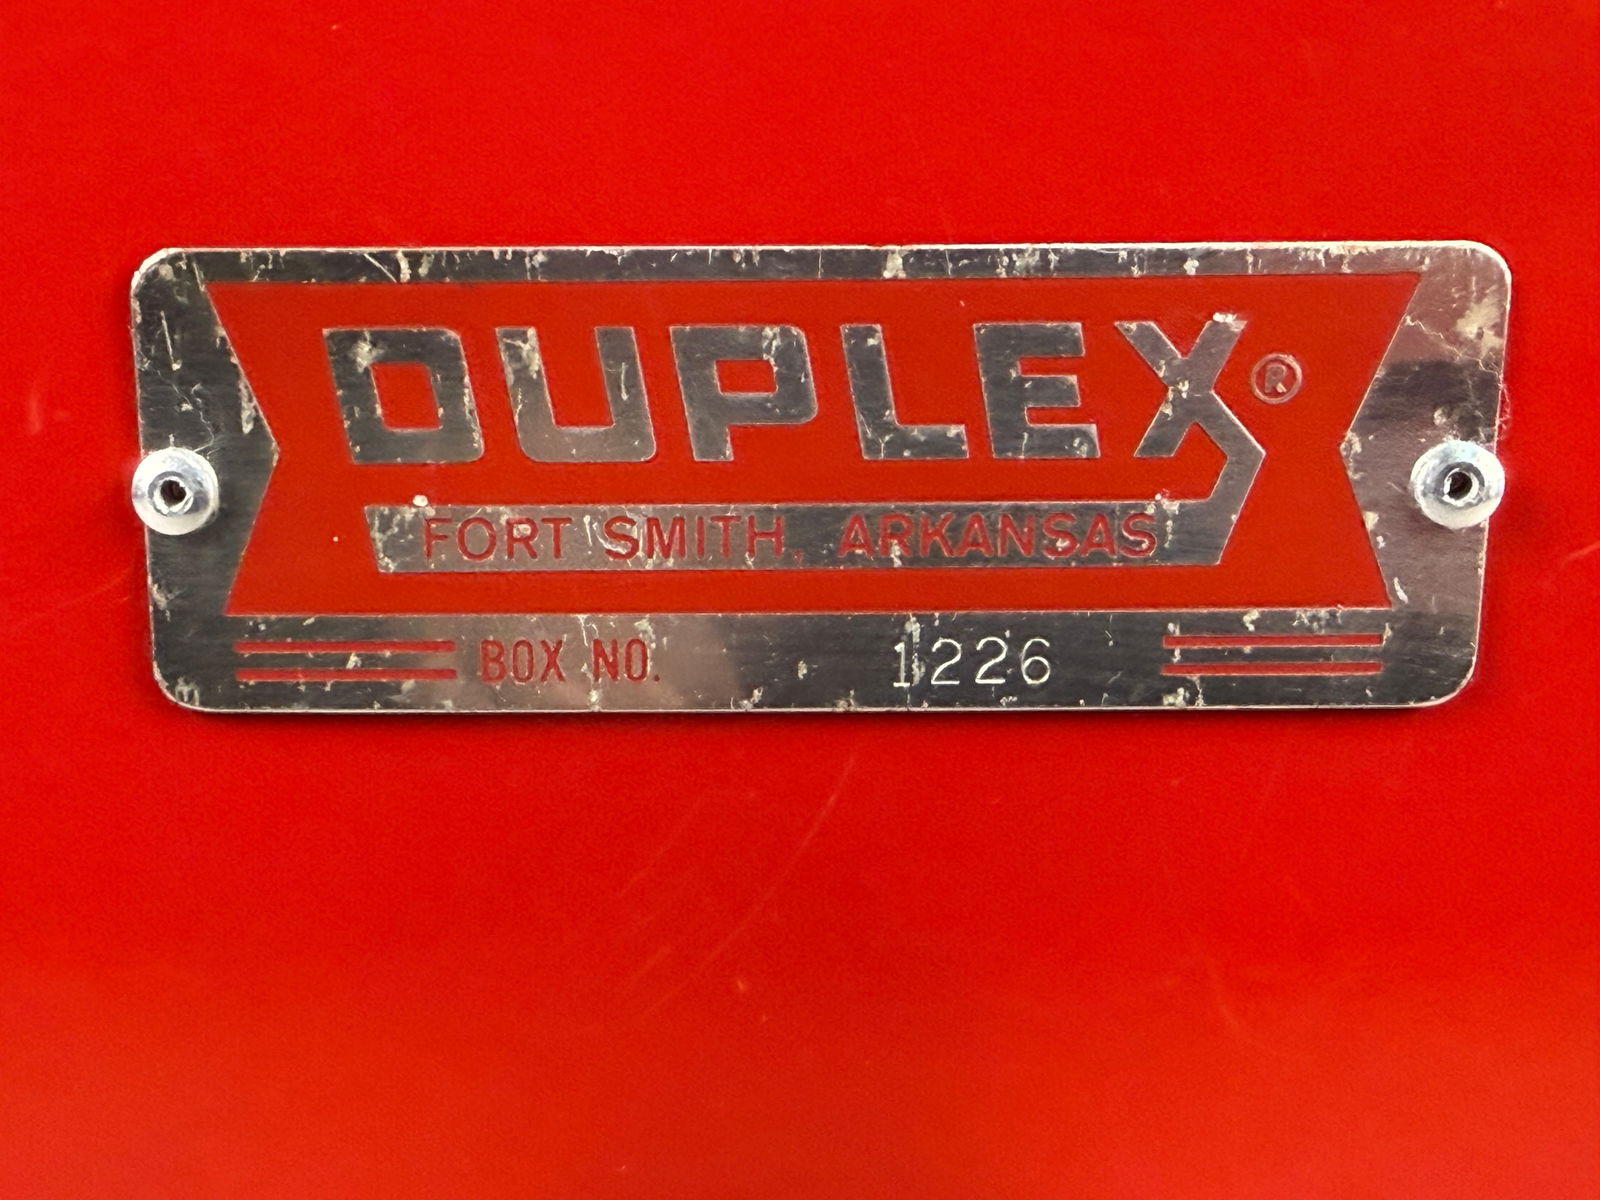 DUPLEX®
FORT SMITH, ARKANSAS
BOX NO. 1226